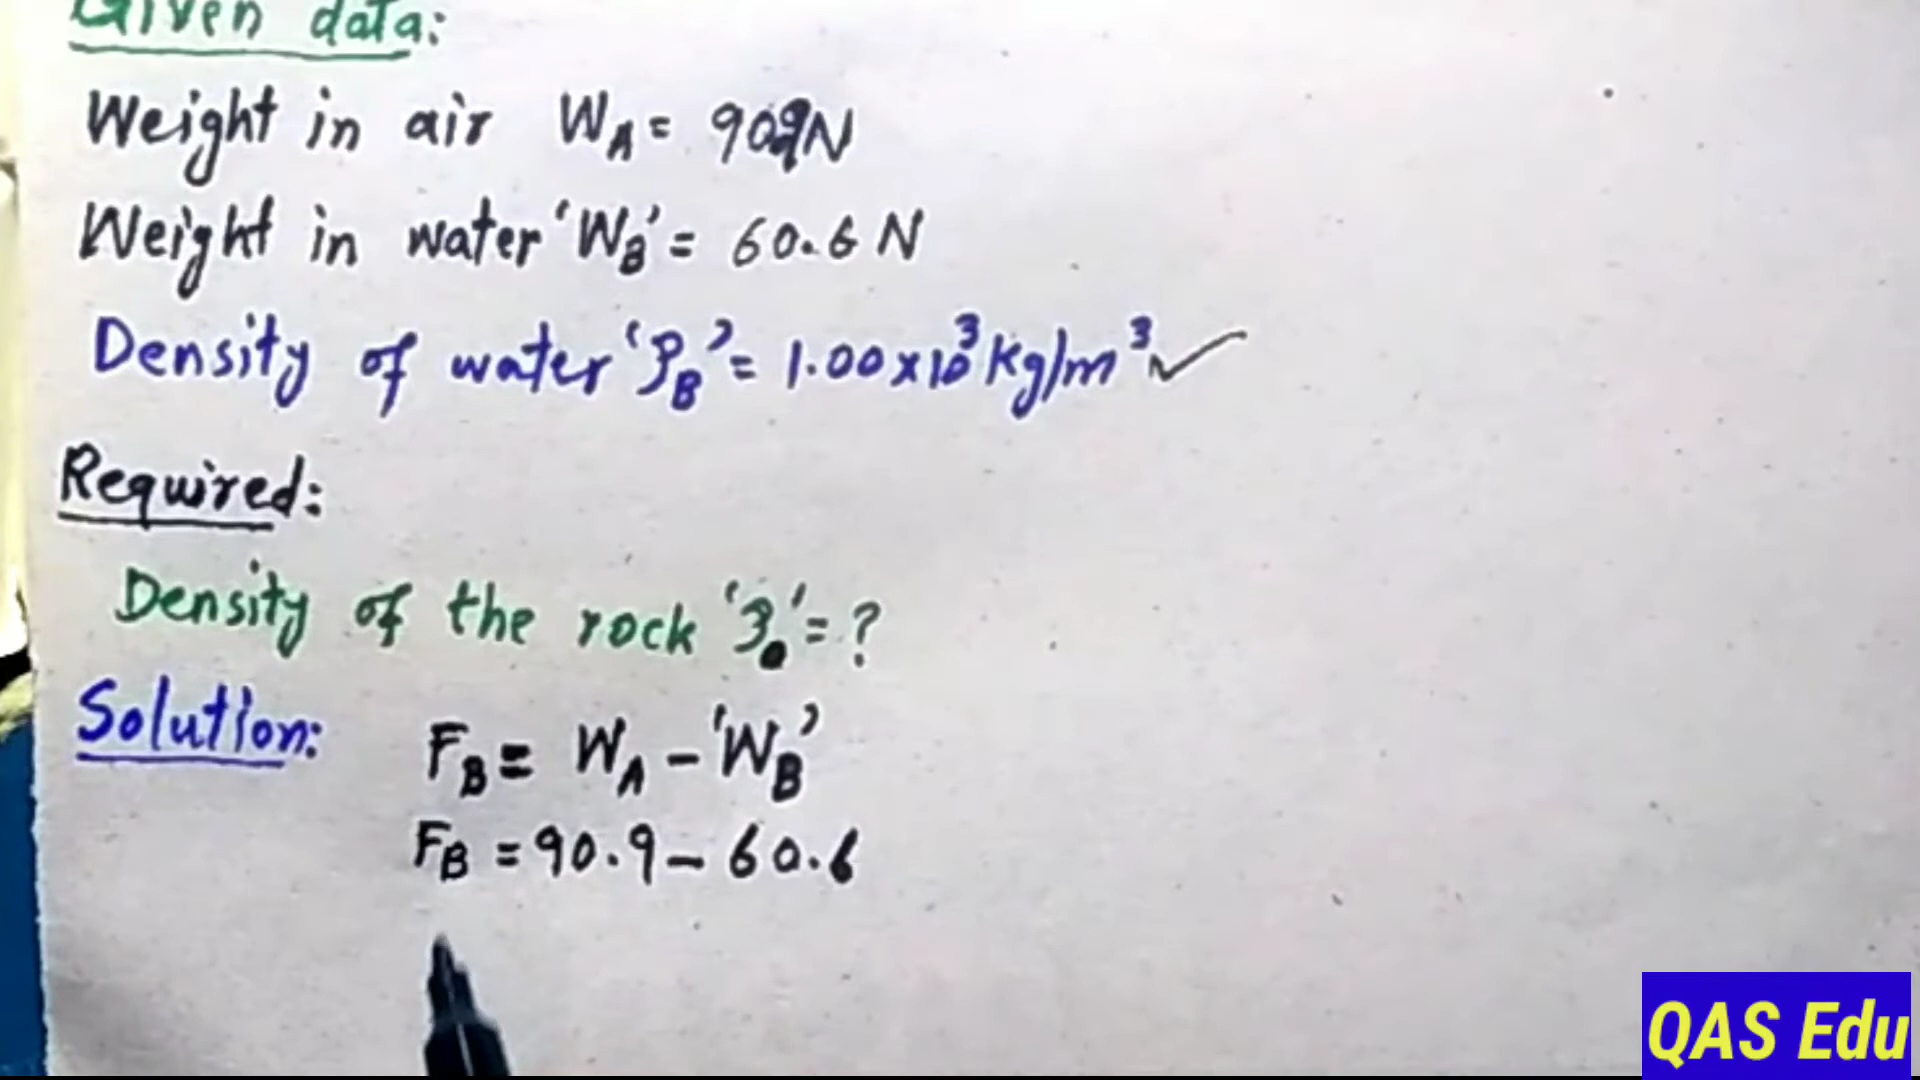 Given data:
Weight in air W_A = 90.9N
Weight in water 'W_B' = 60.6 N
Density of water 'ρ_B' = 1.00×10³ Kg/m³ ✓
Required:
Density of the rock 'ρ₀' = ?
Solution: F_B = W_A - 'W_B'
F_B = 90.9 - 60.6
QAS Edu